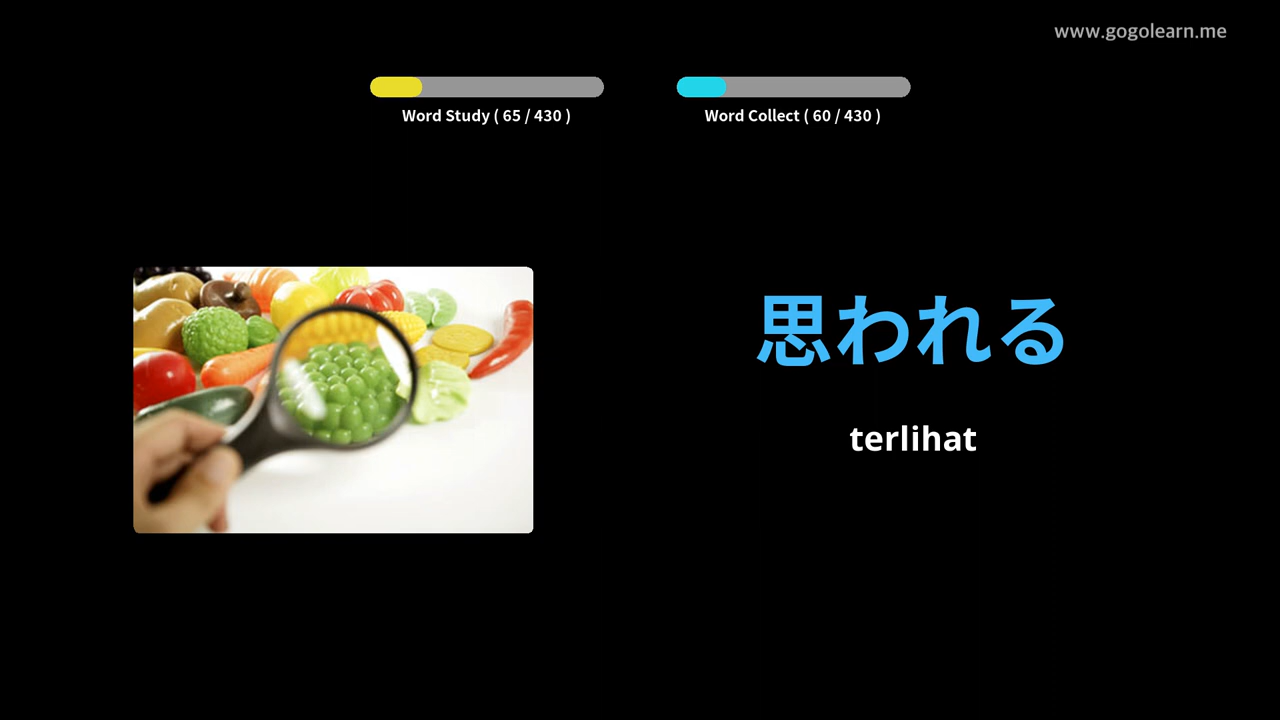 www.gogolearn.me
Word Study ( 65 / 430 )
Word Collect ( 60 / 430 )
思われる
terlihat